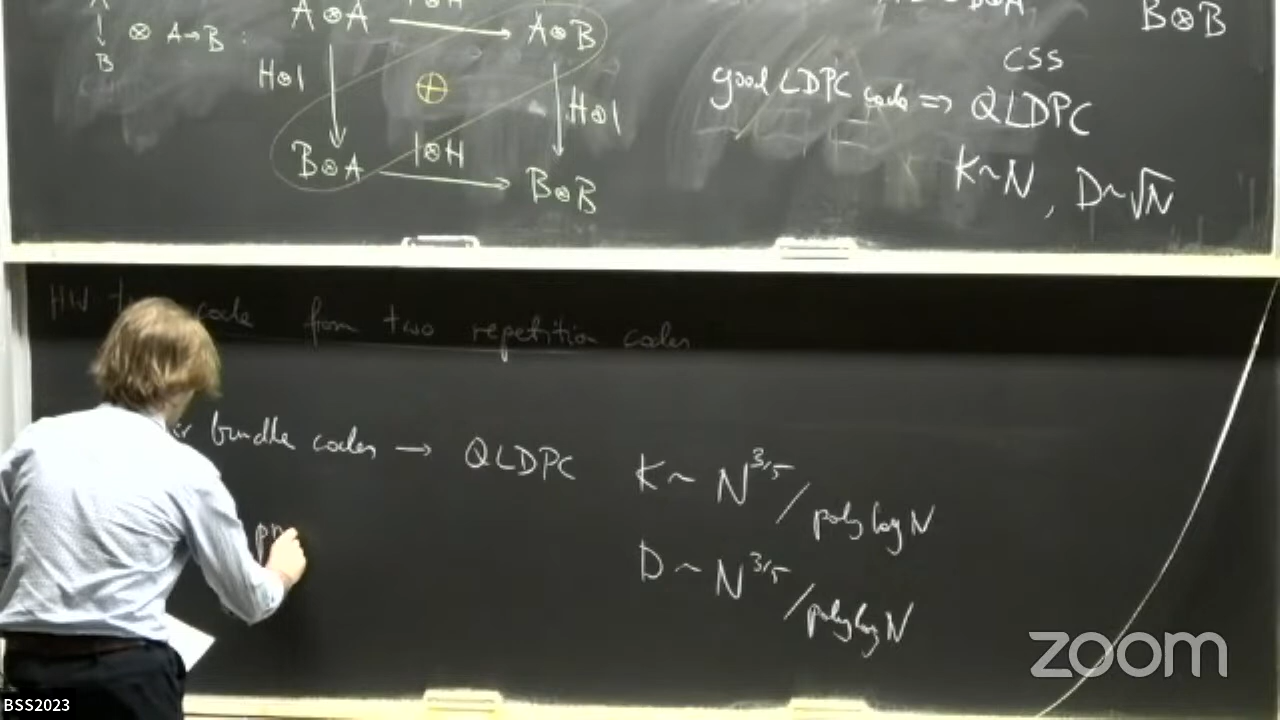 A
↓ ⊗ A→B :
B
A⊗A → A⊗B
H⊗1
⊕
H⊗1
1⊗H
B⊗A → B⊗B
B⊗B
CSS
good LDPC code ⇒ QLDPC
K~N , D~√N
HW code from two repetition codes
bundle codes → QLDPC K ~ N^{3/5} / polylog N
D ~ N^{3/5} / polylog N
zoom
BSS2023